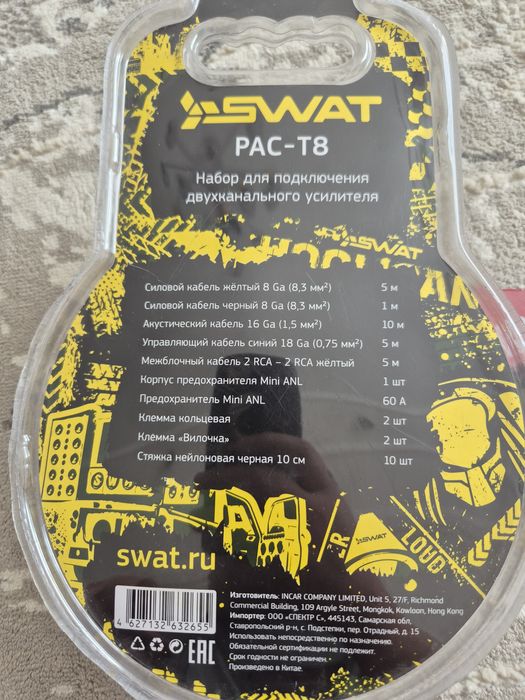 SWAT
PAC-T8
Набор для подключения
двухканального усилителя
SWAT
Силовой кабель жёлтый 8 Ga (8,3 мм²) 5 м
Силовой кабель черный 8 Ga (8,3 мм²) 1 м
Акустический кабель 16 Ga (1,5 мм²) 10 м
Управляющий кабель синий 18 Ga (0,75 мм²) 5 м
Межблочный кабель 2 RCA – 2 RCA жёлтый 5 м
Корпус предохранителя Mini ANL 1 шт
Предохранитель Mini ANL 60 А
Клемма кольцевая 2 шт
Клемма «Вилочка» 2 шт
Стяжка нейлоновая черная 10 см 10 шт
SWAT
LOAD
swat.ru
Изготовитель: INCAR COMPANY LIMITED, Unit 5, 27/F, Richmond
Commercial Building, 109 Argyle Street, Mongkok, Kowloon, Hong Kong
Импортер: ООО «СПЕКТР С», 445143, Самарская обл,
Ставропольский р-н, с. Подстепки, пер. Отрадный, д. 15
Использовать непосредственно по назначению.
Обязательной сертификации не подлежит.
Срок годности не ограничен.
Произведено в Китае.
4 627132 632655
EAC